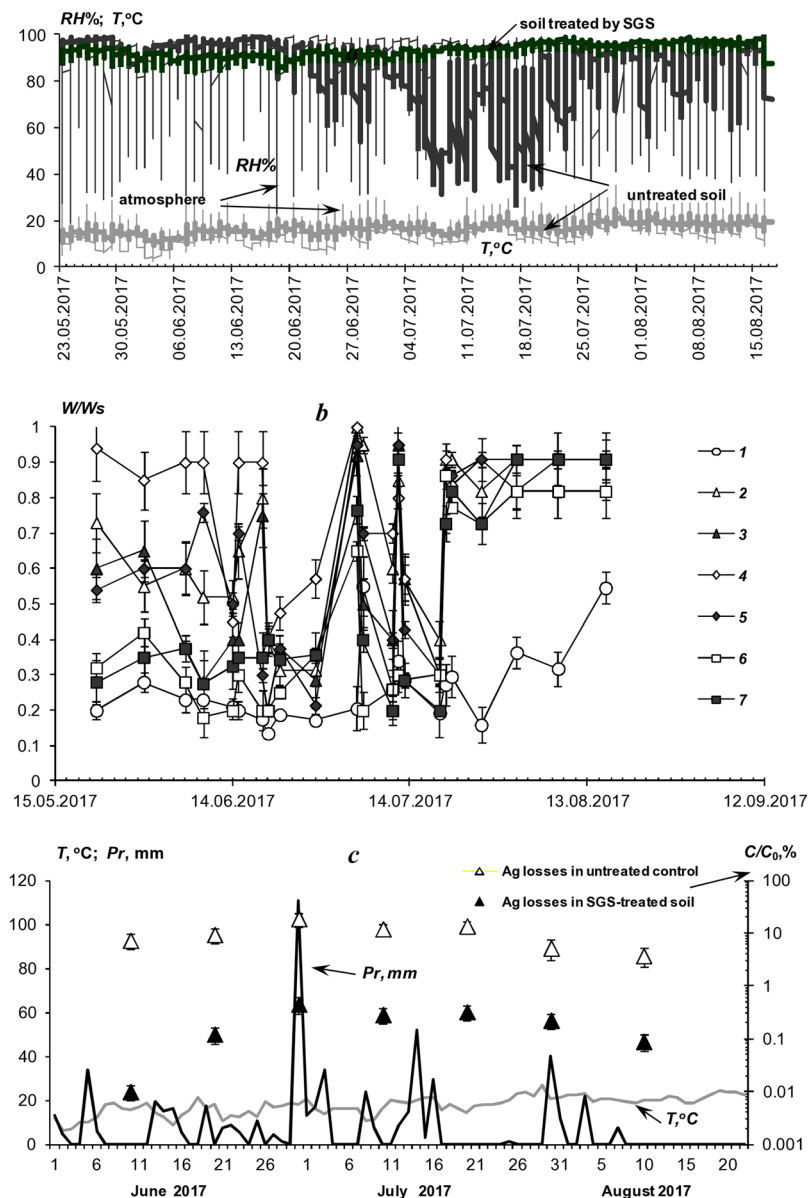 RH%; T,ºC
soil treated by SGS
100
a
80
60
RH%
40
atmosphere
untreated soil
20
T,ºC
0
23.05.2017
30.05.2017
06.06.2017
13.06.2017
20.06.2017
27.06.2017
04.07.2017
11.07.2017
18.07.2017
25.07.2017
01.08.2017
08.08.2017
15.08.2017
W/Ws
b
1
0.9
0.8
0.7
0.6
0.5
0.4
0.3
0.2
0.1
0
1
2
3
4
5
6
7
15.05.2017 14.06.2017 14.07.2017 13.08.2017 12.09.2017
T, ºC; Pr, mm
c
C/C0,%
Ag losses in untreated control
Ag losses in SGS-treated soil
120
100
80
60
40
20
0
100
10
1
0.1
0.01
0.001
Pr, mm
T,ºC
1 6 11 16 21 26 1 6 11 16 21 26 31 5 10 15 20
June 2017 July 2017 August 2017